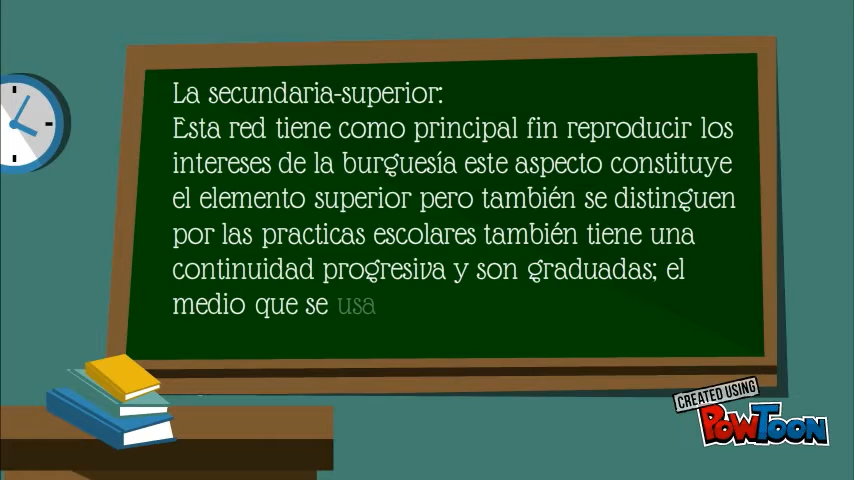 La secundaria-superior:
Esta red tiene como principal fin reproducir los
intereses de la burguesía este aspecto constituye
el elemento superior pero también se distinguen
por las practicas escolares también tiene una
continuidad progresiva y son graduadas; el
medio que se usa
CREATED USING
POWTOON